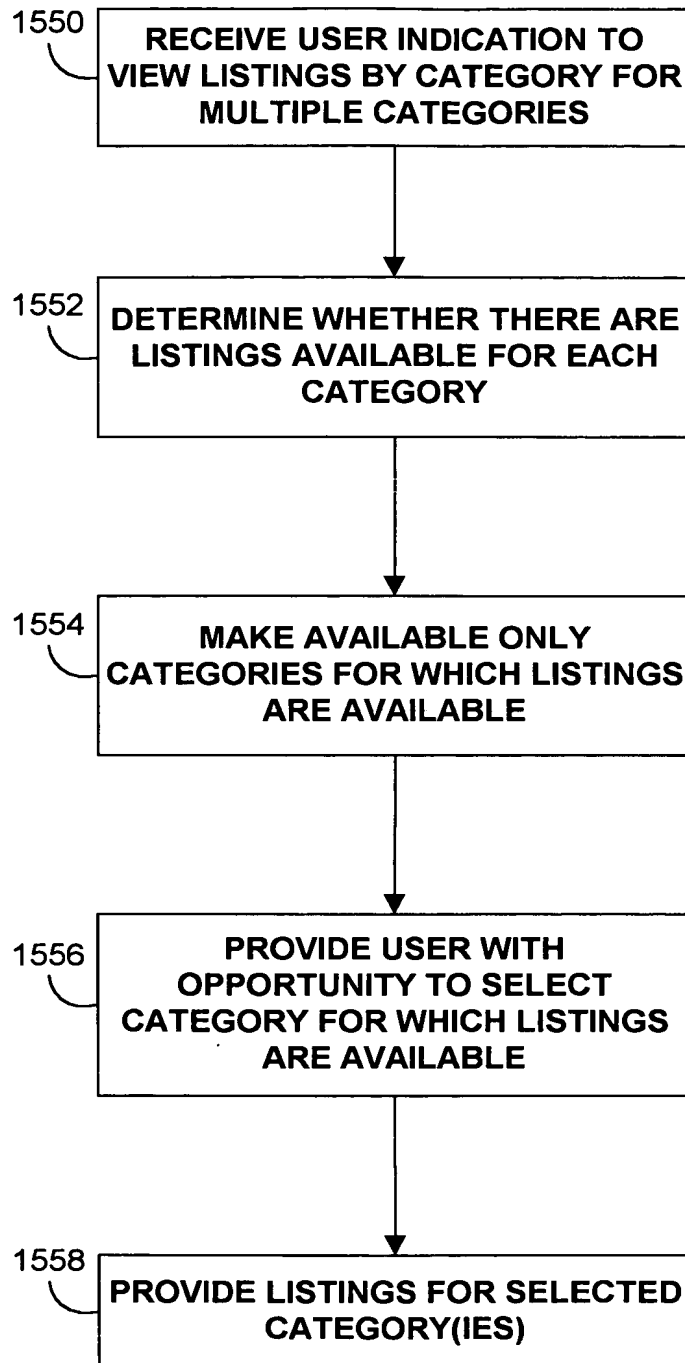 1550
RECEIVE USER INDICATION TO
VIEW LISTINGS BY CATEGORY FOR
MULTIPLE CATEGORIES
1552
DETERMINE WHETHER THERE ARE
LISTINGS AVAILABLE FOR EACH
CATEGORY
1554
MAKE AVAILABLE ONLY
CATEGORIES FOR WHICH LISTINGS
ARE AVAILABLE
1556
PROVIDE USER WITH
OPPORTUNITY TO SELECT
CATEGORY FOR WHICH LISTINGS
ARE AVAILABLE
1558
PROVIDE LISTINGS FOR SELECTED
CATEGORY(IES)